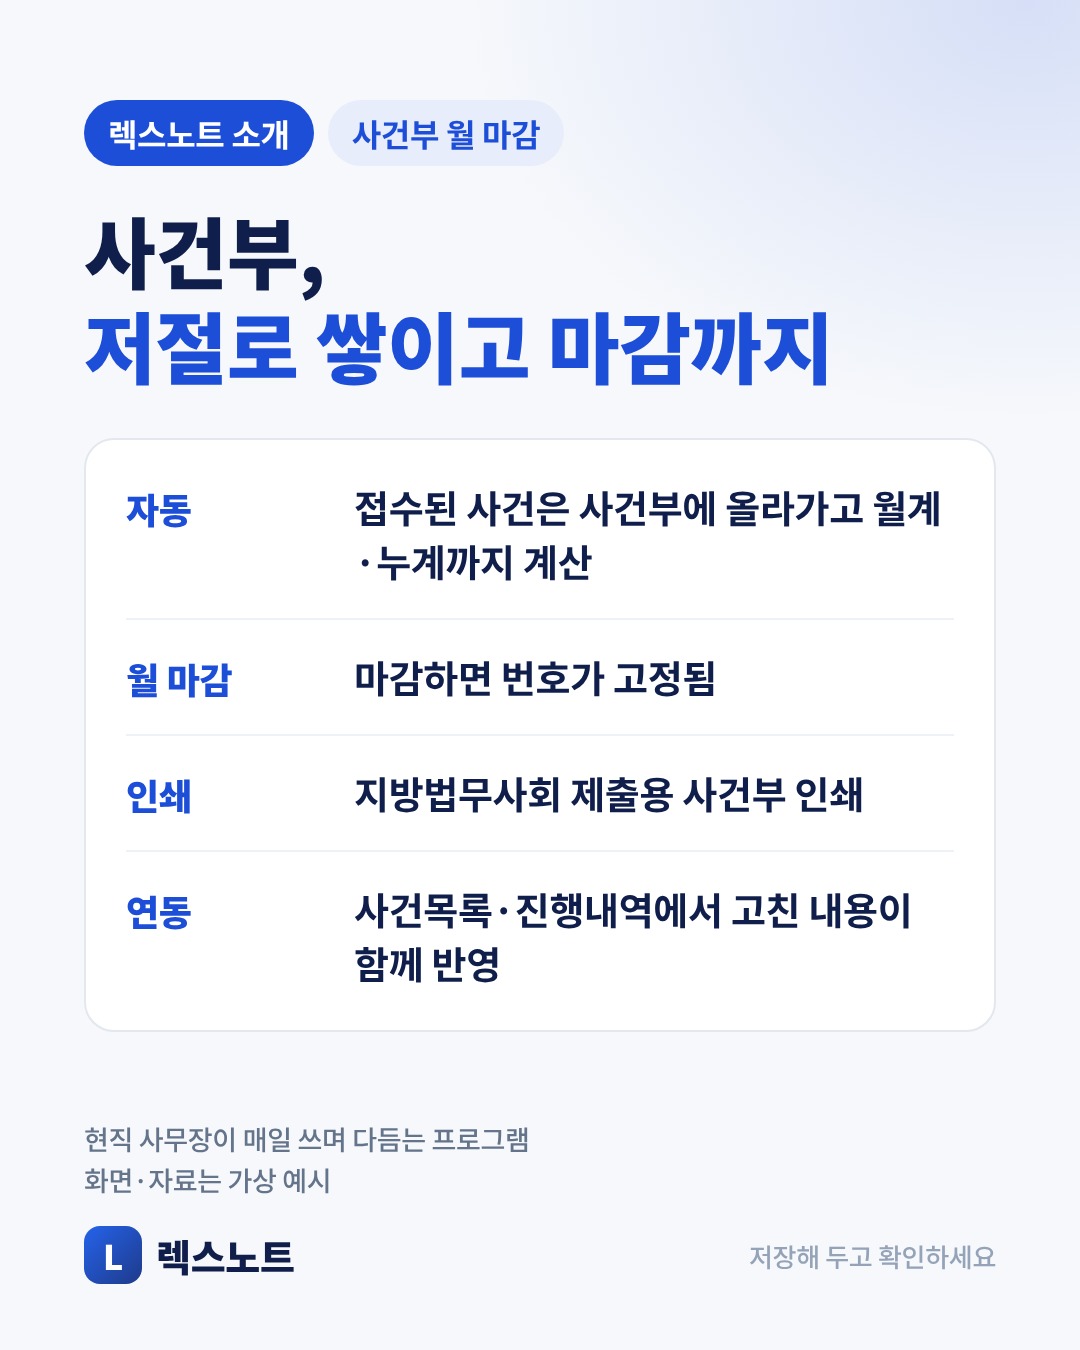 렉스노트 소개
사건부 월 마감
사건부,
저절로 쌓이고 마감까지
자동
접수된 사건은 사건부에 올라가고 월계
·누계까지 계산
월 마감
마감하면 번호가 고정됨
인쇄
지방법무사회 제출용 사건부 인쇄
연동
사건목록·진행내역에서 고친 내용이
함께 반영
현직 사무장이 매일 쓰며 다듬는 프로그램
화면·자료는 가상 예시
L 렉스노트
저장해 두고 확인하세요